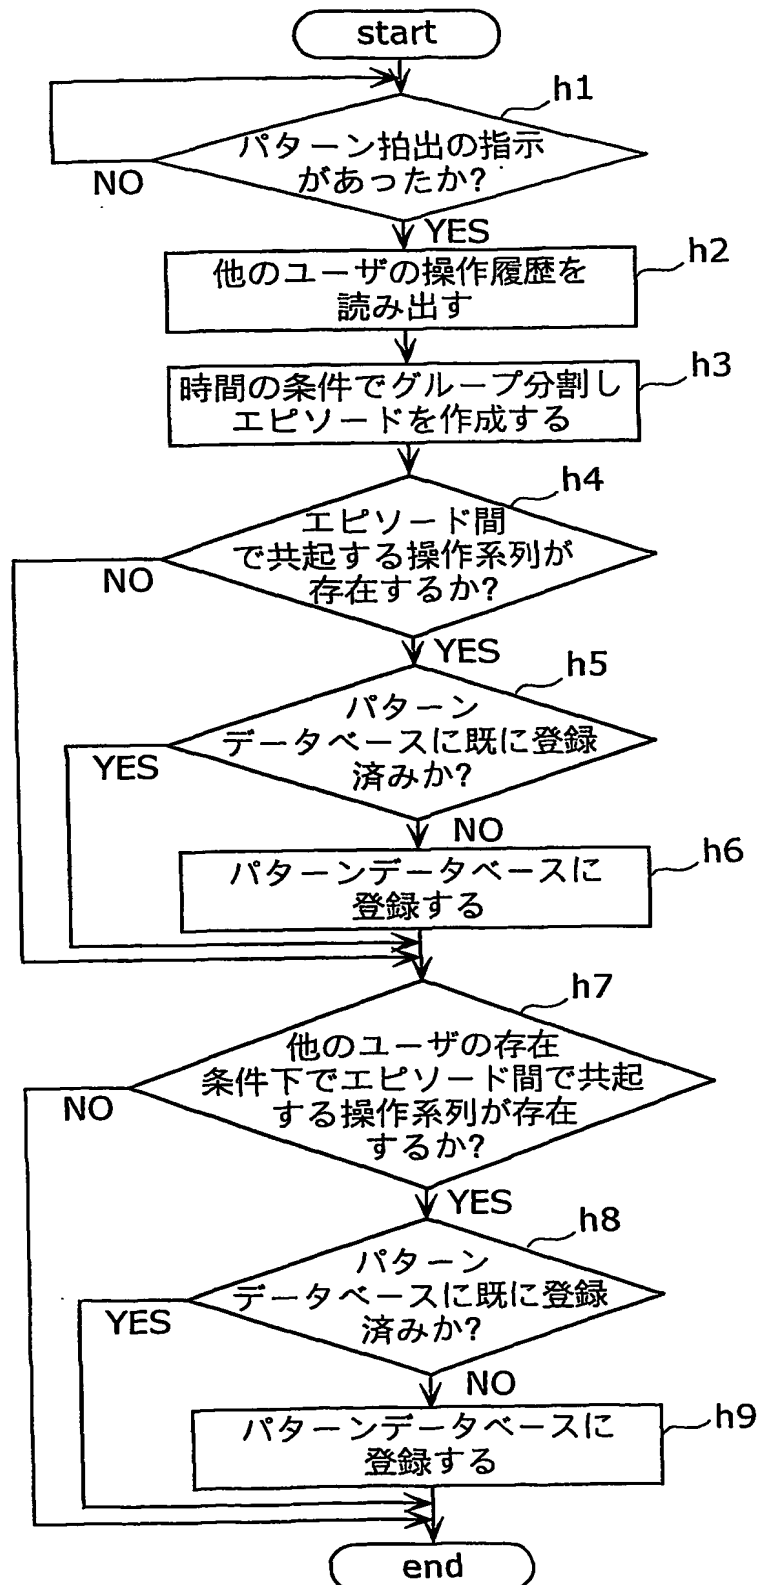 start
h1
パターン拍出の指示
があったか?
NO
YES
h2
他のユーザの操作履歴を
読み出す
h3
時間の条件でグループ分割し
エピソードを作成する
h4
エピソード間
で共起する操作系列が
存在するか?
NO
YES
h5
パターン
データベースに既に登録
済みか?
YES
NO
h6
パターンデータベースに
登録する
h7
他のユーザの存在
条件下でエピソード間で共起
する操作系列が存在
するか?
NO
YES
h8
パターン
データベースに既に登録
済みか?
YES
NO
h9
パターンデータベースに
登録する
end